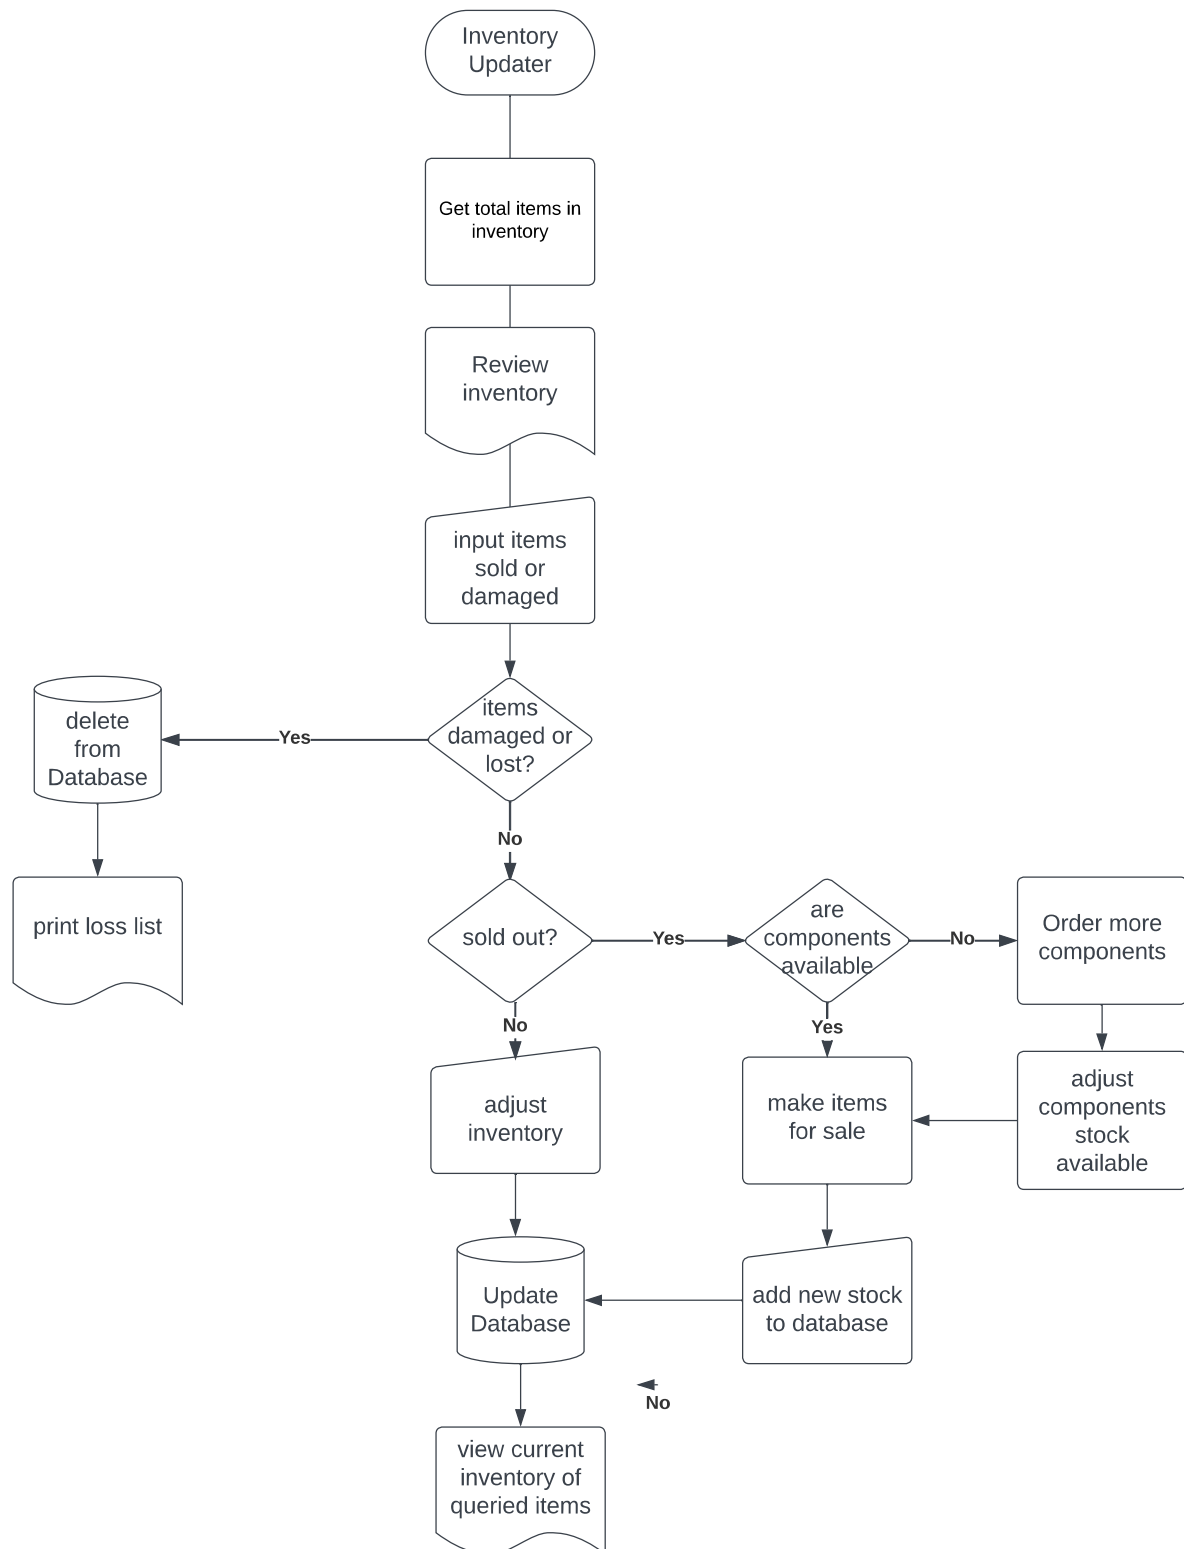 Inventory
Updater
Get total items in
inventory
Review
inventory
input items
sold or
damaged
items
damaged or
lost?
Yes
delete
from
Database
print loss list
No
sold out?
Yes
are
components
available
No
Order more
components
adjust
components
stock
available
Yes
make items
for sale
add new stock
to database
No
adjust
inventory
Update
Database
No
view current
inventory of
queried items